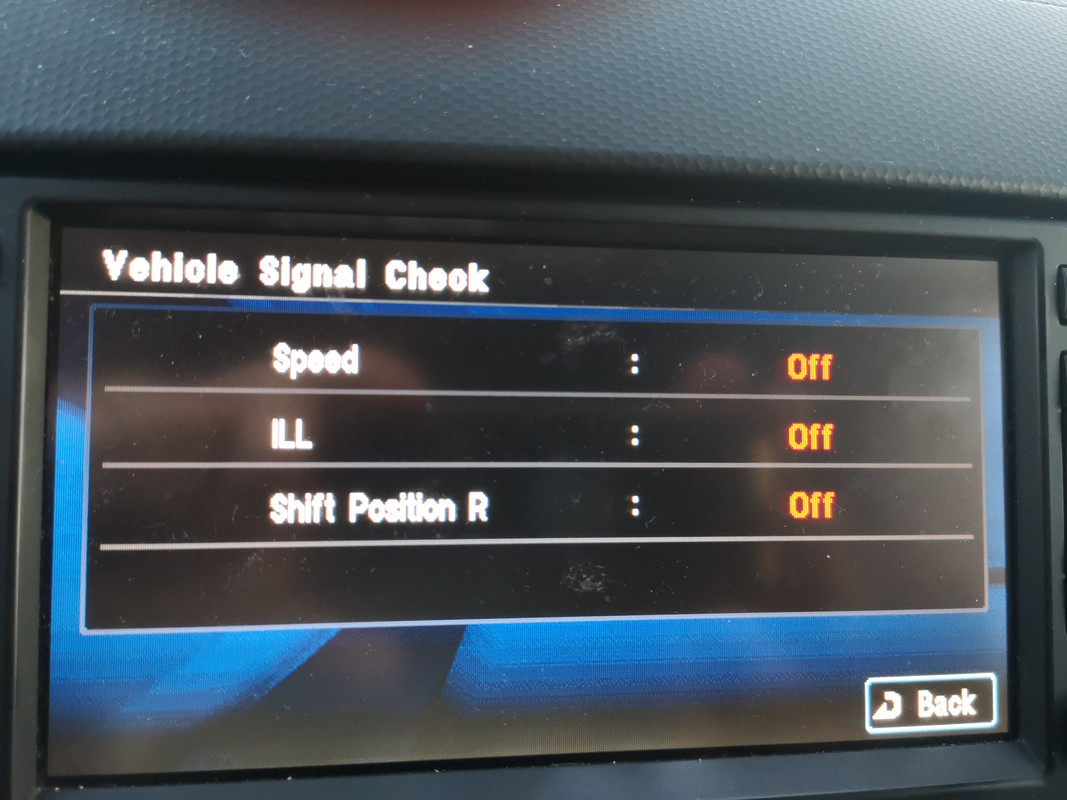 Vehicle Signal Check
Speed : Off
ILL : Off
Shift Position R : Off
Back